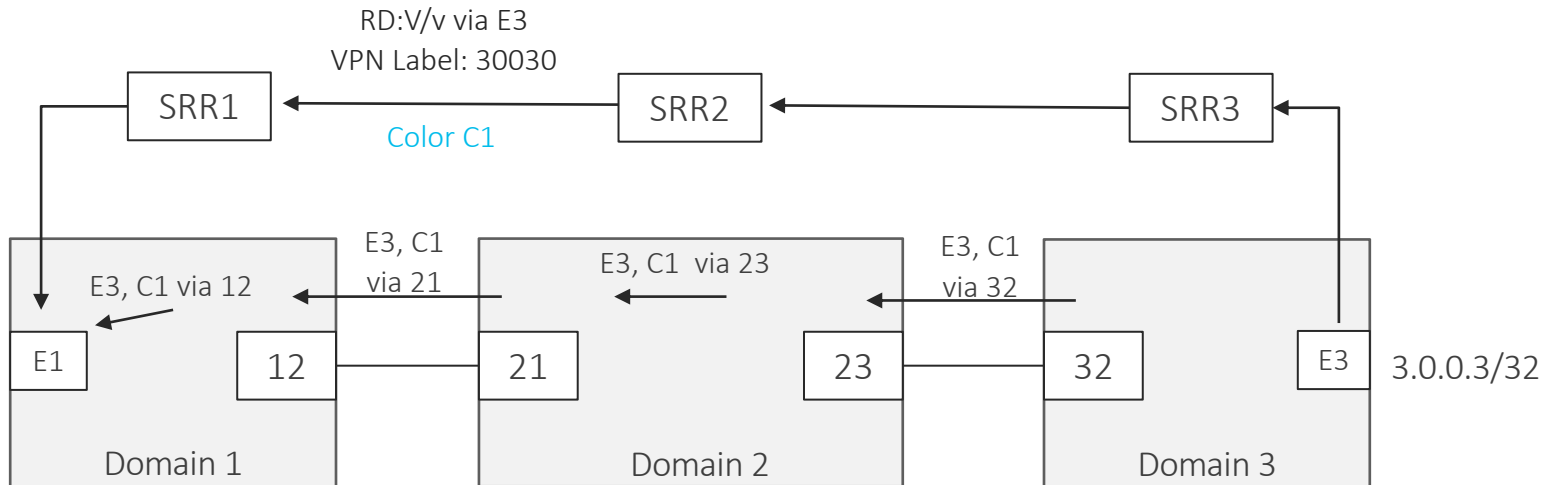 RD:V/v via E3
VPN Label: 30030
SRR1
SRR2
SRR3
Color C1
E3, C1
via 21
E3, C1 via 23
E3, C1
via 32
E3, C1 via 12
E1
12
21
23
32
E3
3.0.0.3/32
Domain 1
Domain 2
Domain 3